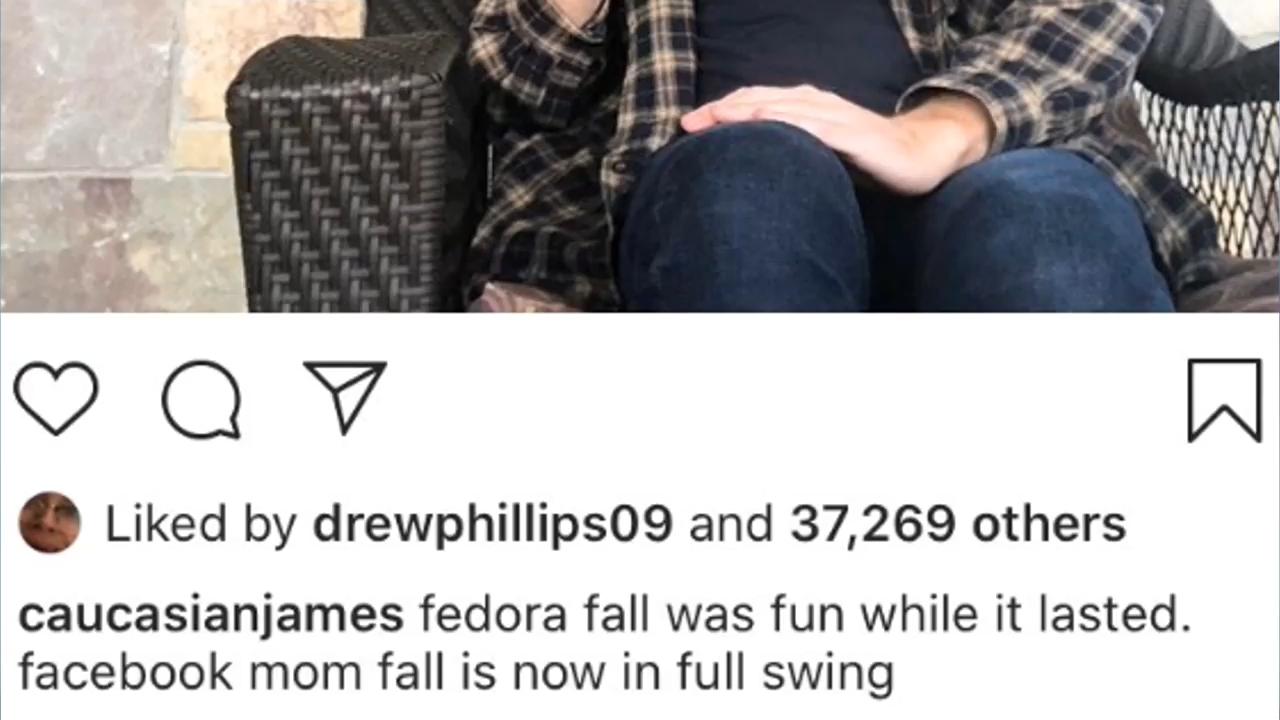 Liked by drewphillips09 and 37,269 others
caucasianjames fedora fall was fun while it lasted.
facebook mom fall is now in full swing